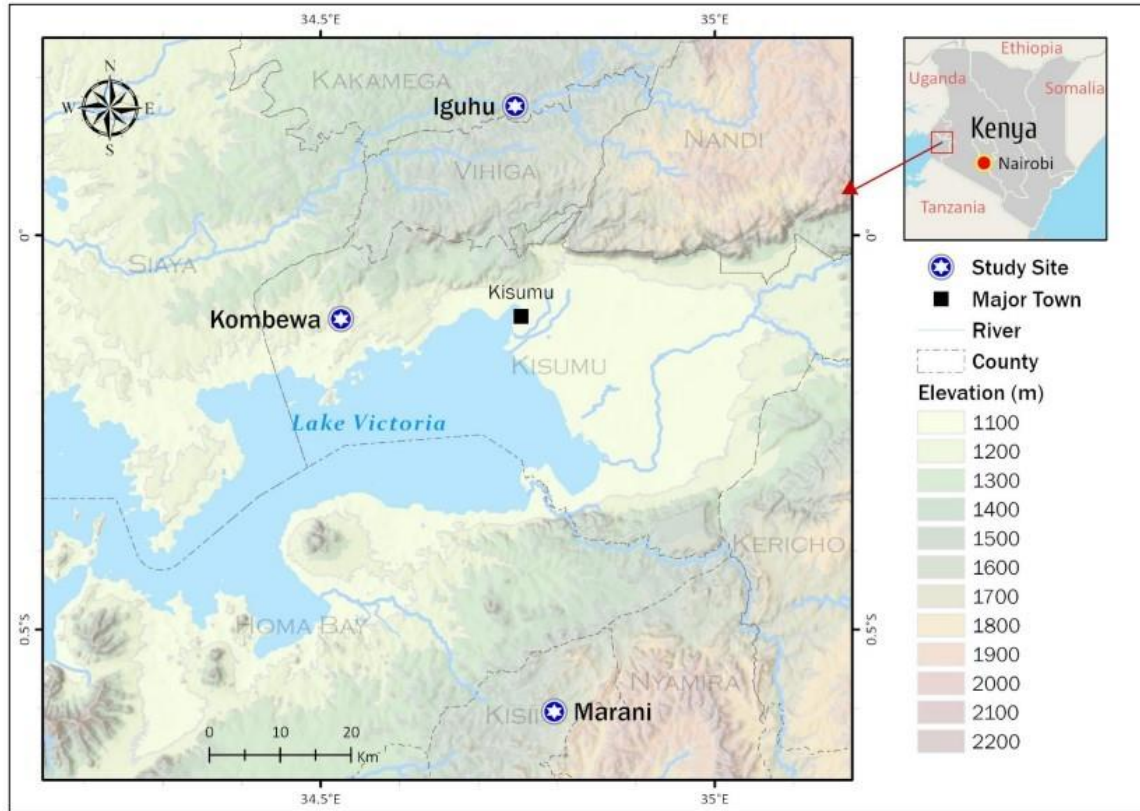 34.5°E
35°E
N
W
E
S
KAKAMEGA
Iguhu
NANDI
VIHIGA
0°
0°
SIAYA
Kisumu
Kombewa
KISUMU
Lake Victoria
KERICHO
HOMA BAY
0.5°S
0.5°S
NYAMIRA
KISII
Marani
0 10 20
Km
34.5°E
35°E
Ethiopia
Uganda
Somalia
Kenya
Nairobi
Tanzania
Study Site
Major Town
River
County
Elevation (m)
1100
1200
1300
1400
1500
1600
1700
1800
1900
2000
2100
2200